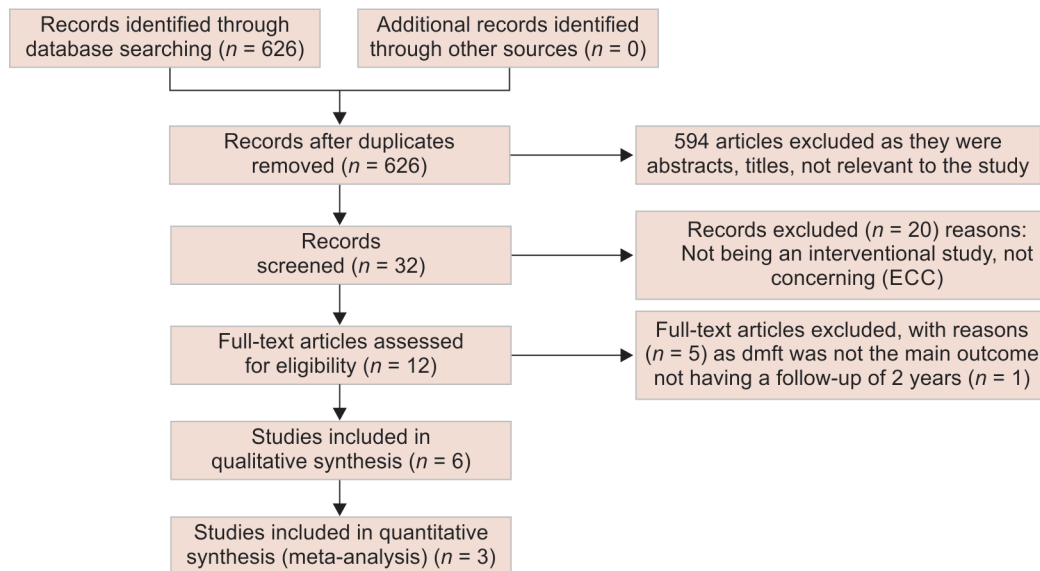 Records identified through
database searching (n = 626)
Additional records identified
through other sources (n = 0)
Records after duplicates
removed (n = 626)
594 articles excluded as they were
abstracts, titles, not relevant to the study
Records
screened (n = 32)
Records excluded (n = 20) reasons:
Not being an interventional study, not
concerning (ECC)
Full-text articles assessed
for eligibility (n = 12)
Full-text articles excluded, with reasons
(n = 5) as dmft was not the main outcome
not having a follow-up of 2 years (n = 1)
Studies included in
qualitative synthesis (n = 6)
Studies included in quantitative
synthesis (meta-analysis) (n = 3)